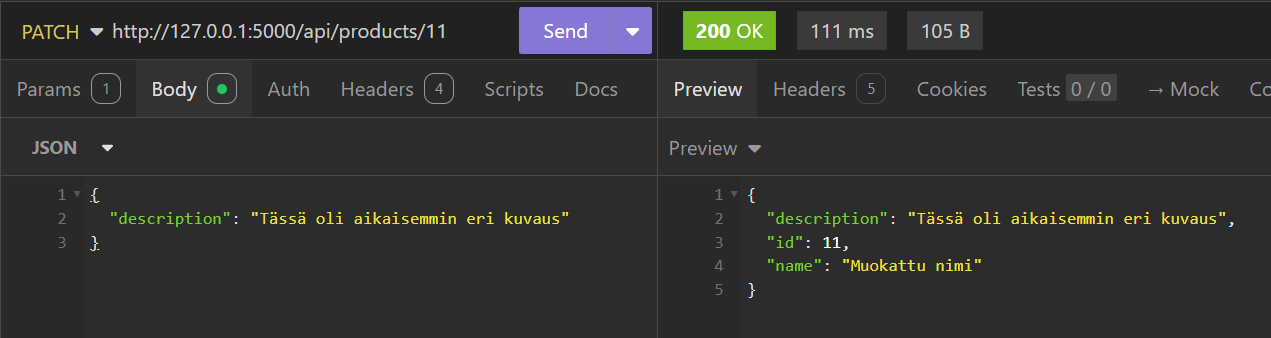 PATCH http://127.0.0.1:5000/api/products/11 Send
200 OK 111 ms 105 B
Params 1 Body Auth Headers 4 Scripts Docs
Preview Headers 5 Cookies Tests 0 / 0 → Mock Co
JSON
Preview
1 {
2 "description": "Tässä oli aikaisemmin eri kuvaus"
3 }
1 {
2 "description": "Tässä oli aikaisemmin eri kuvaus",
3 "id": 11,
4 "name": "Muokattu nimi"
5 }